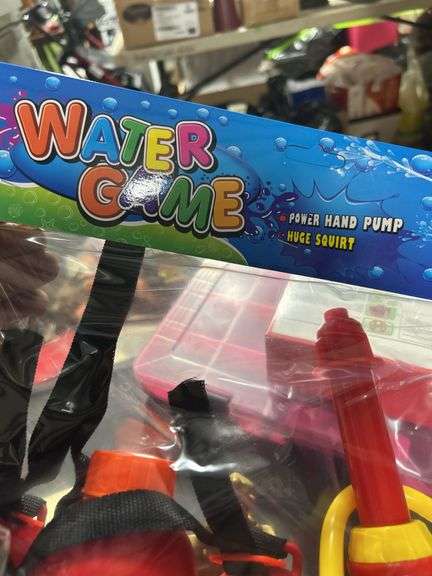 WATER
GAME
POWER HAND PUMP
HUGE SQUIRT